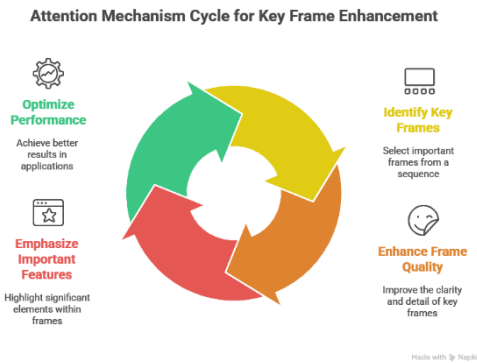 Attention Mechanism Cycle for Key Frame Enhancement
Optimize
Performance
Achieve better
results in
applications
Identify Key
Frames
Select important
frames from a
sequence
Emphasize
Important
Features
Highlight significant
elements within
frames
Enhance Frame
Quality
Improve the clarity
and detail of key
frames
Made with Napki